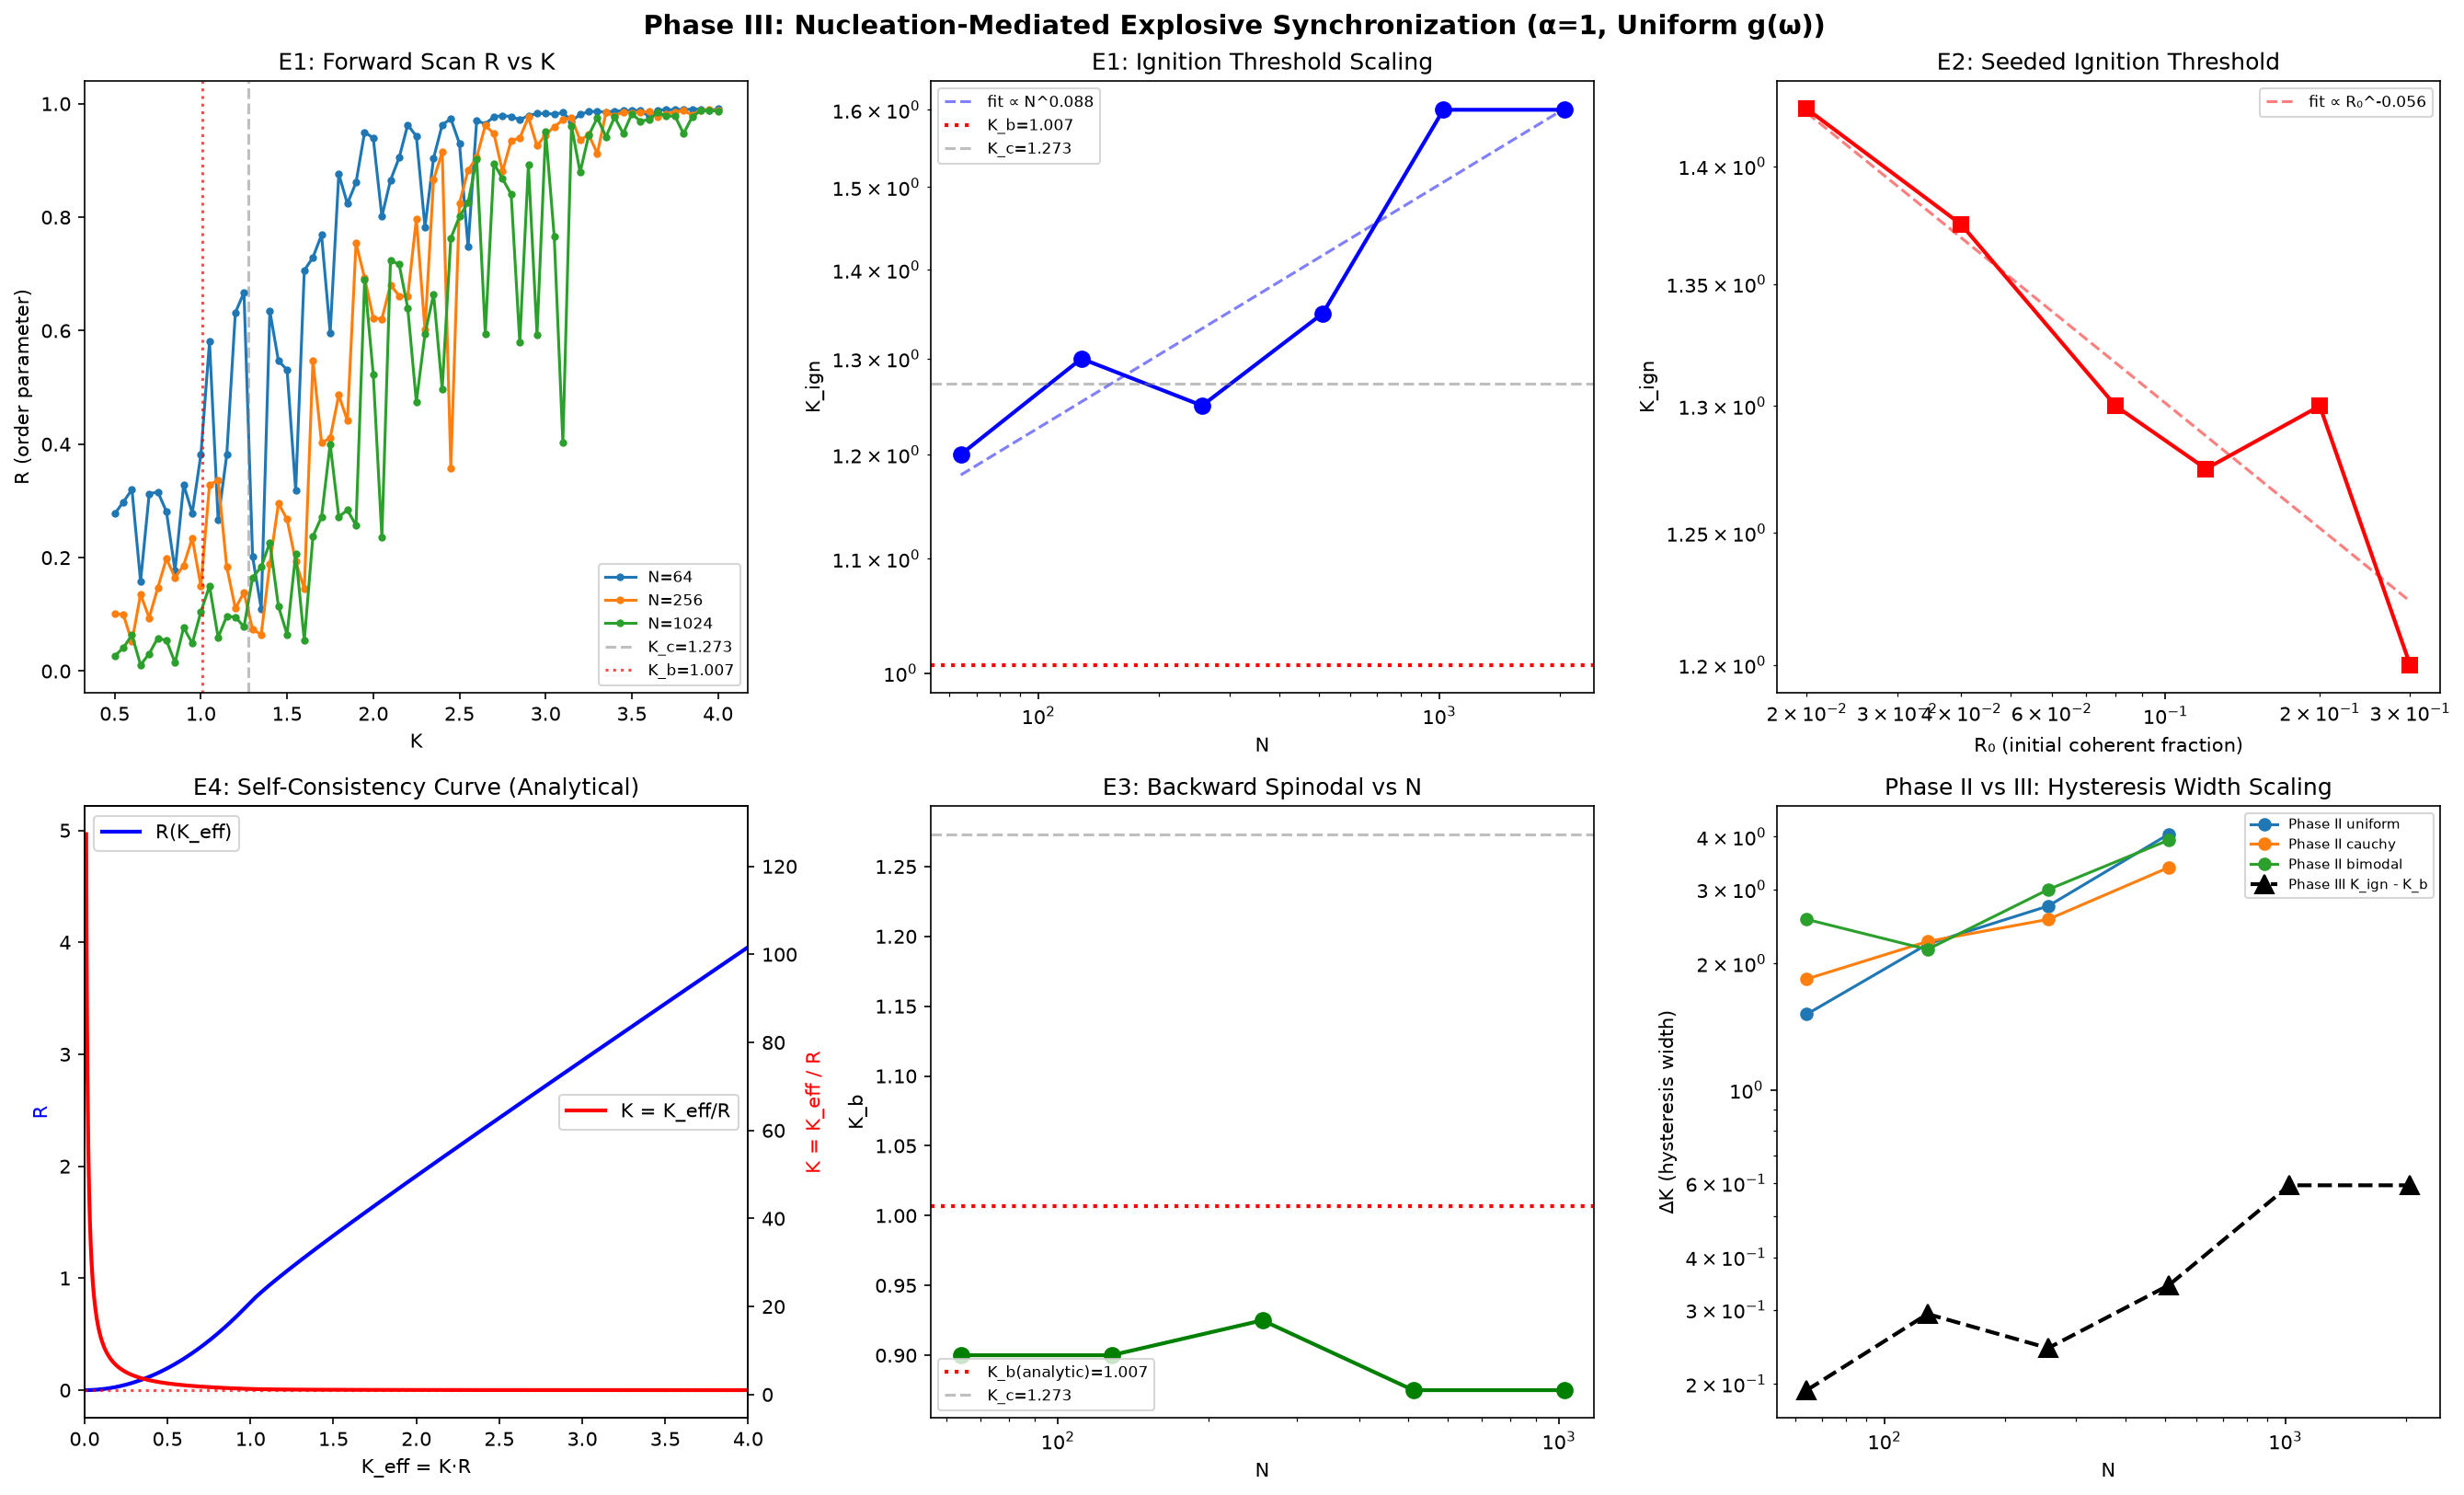 Phase III: Nucleation-Mediated Explosive Synchronization (α=1, Uniform g(ω))
E1: Forward Scan R vs K
R (order parameter)
1.0
0.8
0.6
0.4
0.2
0.0
0.5
1.0
1.5
2.0
2.5
3.0
3.5
4.0
K
N=64
N=256
N=1024
K_c=1.273
K_b=1.007
E1: Ignition Threshold Scaling
fit ∝ N^0.088
K_b=1.007
K_c=1.273
K_ign
1.6 × 10⁰
1.5 × 10⁰
1.4 × 10⁰
1.3 × 10⁰
1.2 × 10⁰
1.1 × 10⁰
10⁰
10²
10³
N
E2: Seeded Ignition Threshold
fit ∝ R₀^-0.056
K_ign
1.4 × 10⁰
1.35 × 10⁰
1.3 × 10⁰
1.25 × 10⁰
1.2 × 10⁰
2 × 10⁻²
3 × 10⁻²
4 × 10⁻²
6 × 10⁻²
10⁻¹
2 × 10⁻¹
3 × 10⁻¹
R₀ (initial coherent fraction)
E4: Self-Consistency Curve (Analytical)
R(K_eff)
K = K_eff/R
R
5
4
3
2
1
0
0.0
0.5
1.0
1.5
2.0
2.5
3.0
3.5
4.0
K_eff = K·R
120
100
80
60
40
20
0
K = K_eff / R
E3: Backward Spinodal vs N
K_b
1.25
1.20
1.15
1.10
1.05
1.00
0.95
0.90
K_b(analytic)=1.007
K_c=1.273
10²
10³
N
Phase II vs III: Hysteresis Width Scaling
Phase II uniform
Phase II cauchy
Phase II bimodal
Phase III K_ign - K_b
ΔK (hysteresis width)
4 × 10⁰
3 × 10⁰
2 × 10⁰
10⁰
6 × 10⁻¹
4 × 10⁻¹
3 × 10⁻¹
2 × 10⁻¹
10²
10³
N